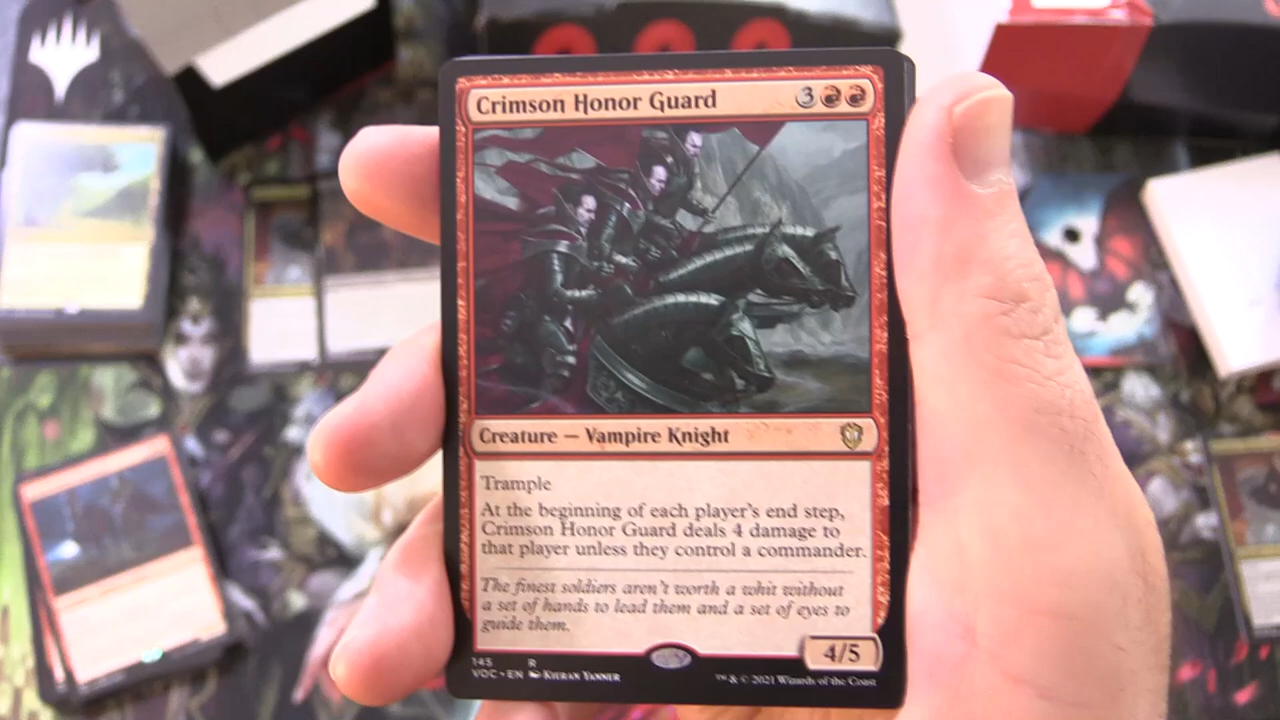 Crimson Honor Guard 3
Creature — Vampire Knight
Trample
At the beginning of each player's end step,
Crimson Honor Guard deals 4 damage to
that player unless they control a commander.
The finest soldiers aren't worth a whit without
a set of hands to lead them and a set of eyes to
guide them.
4/5
145 R
VOC • EN Kieran Yanner
™ & © 2021 Wizards of the Coast